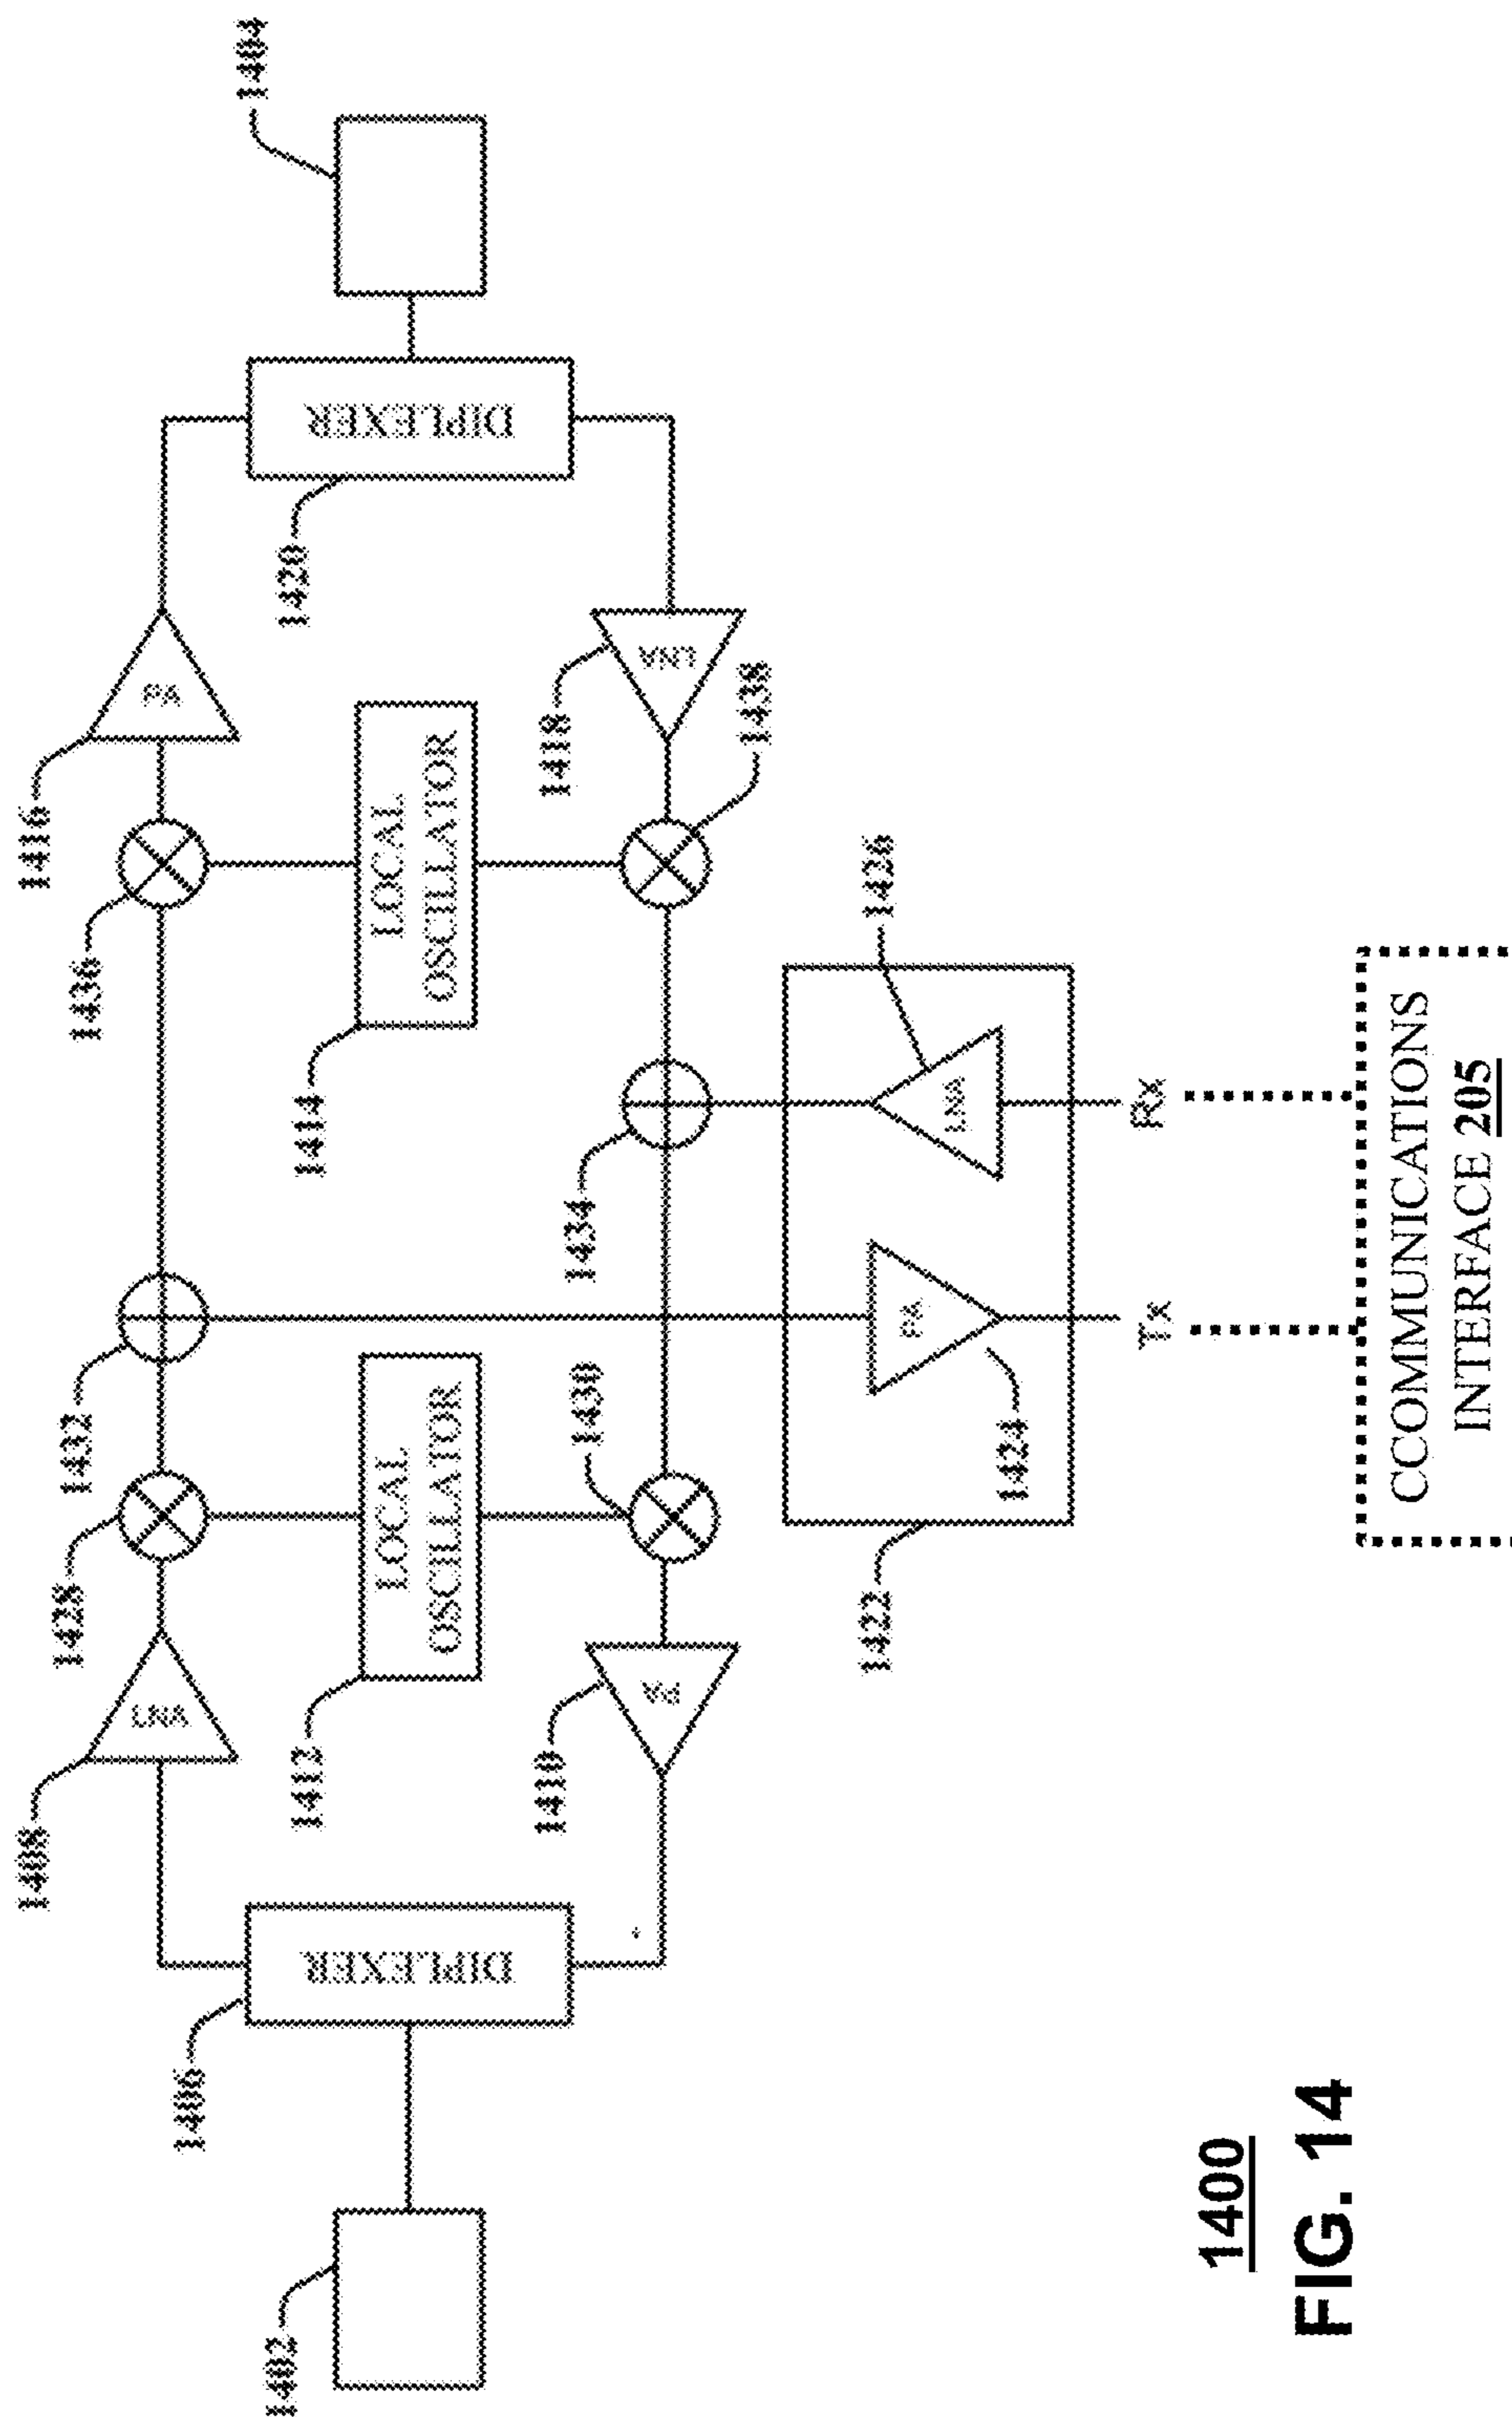 1404
1416
PA
1436
DIPLEXER
1420
LOCAL
OSCILLATOR
1414
LNA
1418
1438
1432
1434
1426
LNA
Rx
1428
LNA
1408
LOCAL
OSCILLATOR
1412
1430
PA
1410
PA
1424
Tx
1422
CCOMMUNICATIONS
INTERFACE 205
DIPLEXER
1406
1402
1400
FIG. 14